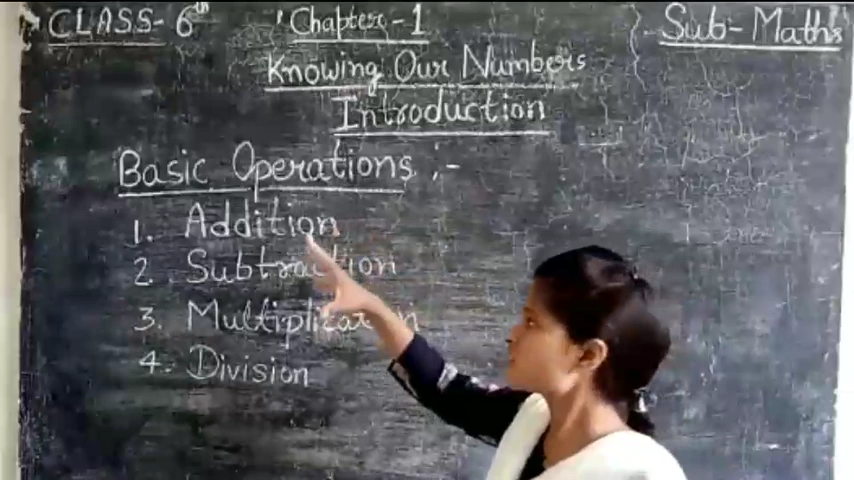 CLASS- 6th Chapter-1 Sub-Maths
Knowing Our Numbers
Introduction
Basic Operations :-
1. Addition
2. Subtraction
3. Multiplication
4. Division